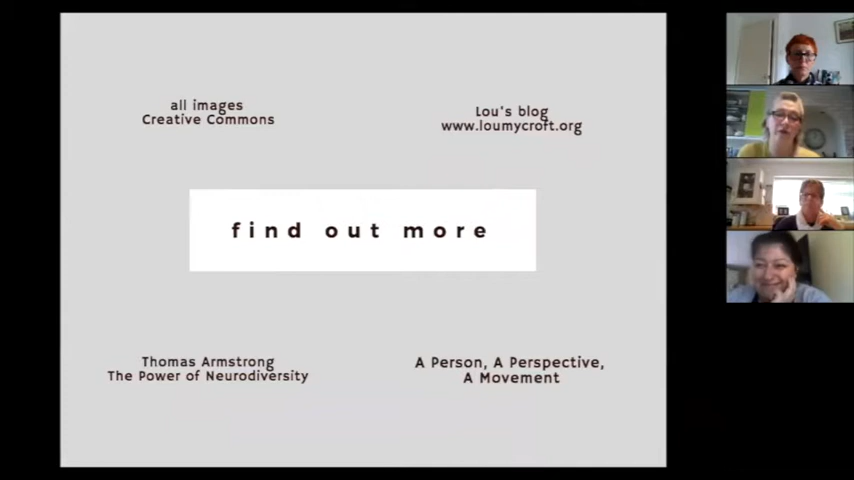 all images
Creative Commons
Lou's blog
www.loumycroft.org
find out more
Thomas Armstrong
The Power of Neurodiversity
A Person, A Perspective,
A Movement